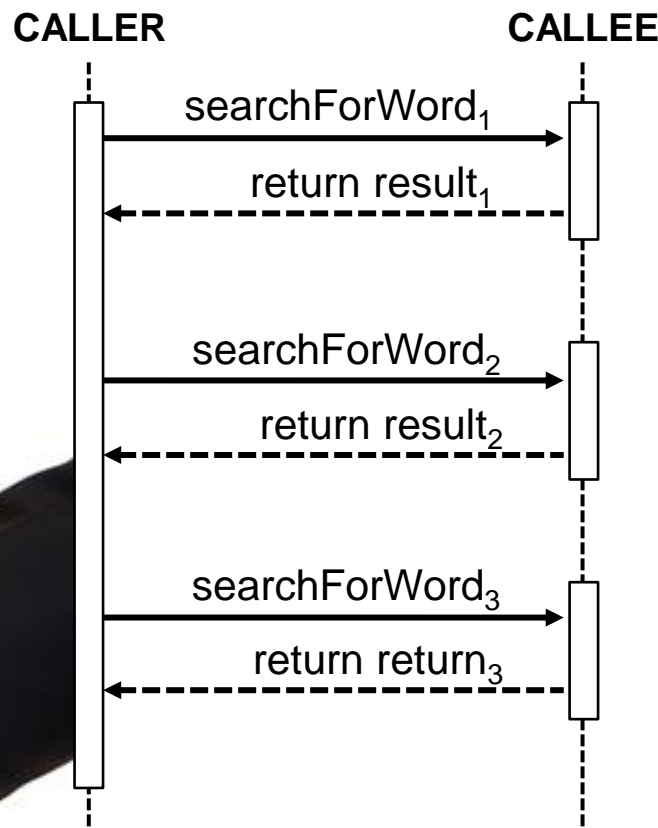 CALLER CALLEE
searchForWord₁
return result₁
searchForWord₂
return result₂
searchForWord₃
return return₃